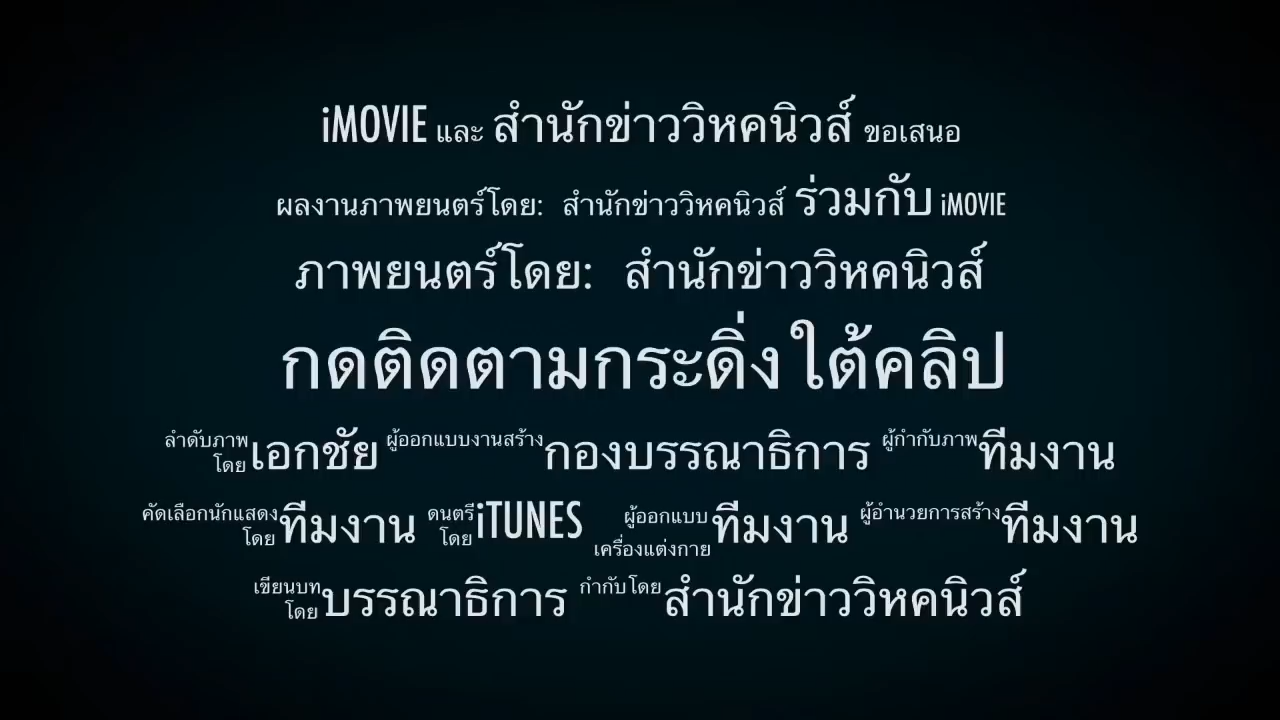 iMOVIE และ สำนักข่าววิหคนิวส์ ขอเสนอ
ผลงานภาพยนตร์โดย: สำนักข่าววิหคนิวส์ ร่วมกับ iMOVIE
ภาพยนตร์โดย: สำนักข่าววิหคนิวส์
กดติดตามกระดิ่ง ใต้คลิป
ลำดับภาพโดย เอกชัย ผู้ออกแบบงานสร้าง กองบรรณาธิการ ผู้กำกับภาพ ทีมงาน
คัดเลือกนักแสดงโดย ทีมงาน ดนตรีโดย iTUNES ผู้ออกแบบเครื่องแต่งกาย ทีมงาน ผู้อำนวยการสร้าง ทีมงาน
เขียนบทโดย บรรณาธิการ กำกับโดย สำนักข่าววิหคนิวส์